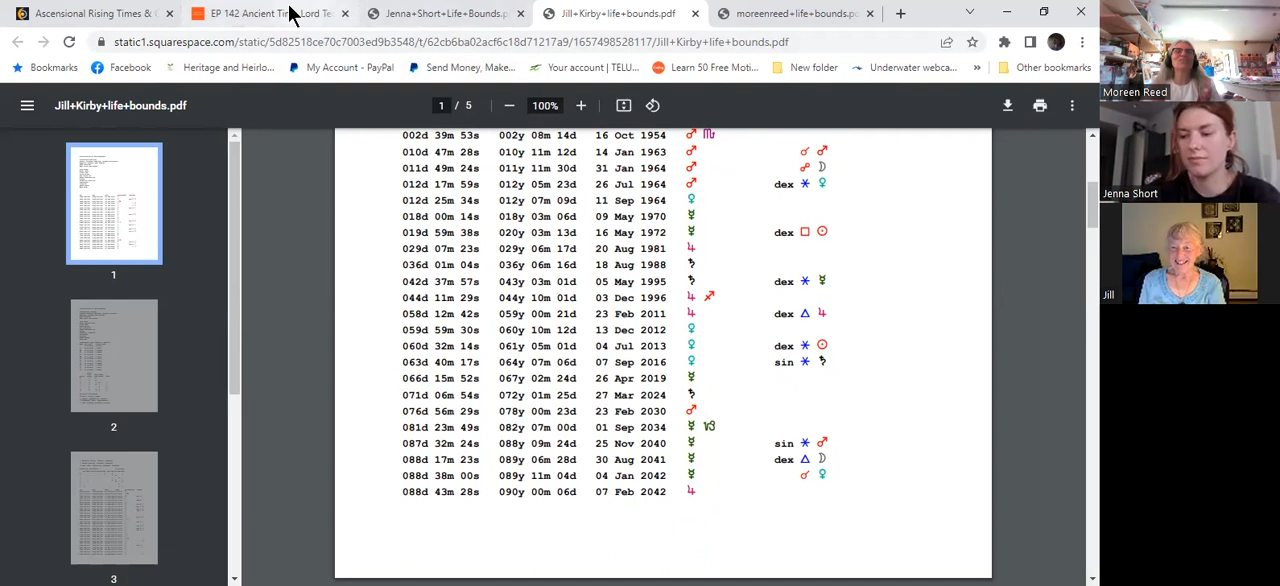 Ascensional Rising Times &
EP 142 Ancient Tim Lord Te
Jenna+Short+Life+Bounds.p
Jill+Kirby+life+bounds.pdf
moreenreed+life+bounds.pd
static1.squarespace.com/static/5d82518ce70c7003ed9b3548/t/62cb6ba02acf6c18d71217a9/1657498528117/Jill+Kirby+life+bounds.pdf
Bookmarks Facebook Heritage and Heirlo... My Account - PayPal Send Money, Ma... Your account | TELU... Learn 50 Free Moti... New folder Underwater webca... » Other bookmarks
Jill+Kirby+life+bounds.pdf 1 / 5 − 100% +
002d 39m 53s 002y 08m 14d 16 Oct 1954 ♂ ♏
010d 47m 28s 010y 11m 12d 14 Jan 1963 ♂ ☌ ♂
011d 49m 24s 11m 30d 31 Jan 1964 ♂ ☍ ☽
012d 17m 59s 012y 05m 23d 26 Jul 1964 ♂ dex ⚹ ♀
25m 34s 012y 07m 09d 11 Sep 1964 ♀
018d 00m 14s 018y 03m 06d 09 May 1970 ☿
019d 59m 38s 020y 03m 13d 16 May 1972 ☿ dex □ ☉
029d 07m 23s 029y 06m 17d 20 Aug 1981 ♃
036d 01m 04s 036y 06m 16d 18 Aug 1988 ♄
042d 37m 57s 043y 03m 01d 05 May 1995 ♄ dex ⚹ ☿
044d 11m 29s 044y 10m 01d 03 Dec 1996 ♃ ♐
058d 12m 42s 059y 00m 21d 23 Feb 2011 ♃ dex △ ♃
059d 59m 30s 060y 10m 12d 13 Dec 2012 ♀
060d 32m 14s 061y 05m 01d 04 Jul 2013 ♀ dex ⚹ ☉
063d 40m 17s 064y 07m 06d 07 Sep 2016 ♀ sin ⚹ ♄
066d 15m 52s 067y 02m 24d 26 Apr 2019 ☿
071d 06m 54s 072y 01m 25d 27 Mar 2024 ♄
076d 56m 29s 078y 00m 23d 23 Feb 2030 ♂
081d 23m 49s 082y 07m 00d 01 Sep 2034 ☿ ♑
087d 32m 24s 088y 09m 24d 25 Nov 2040 ☿ sin ⚹ ♂
088d 17m 23s 089y 06m 28d 30 Aug 2041 ☿ dex △ ☽
088d 38m 00s 089y 11m 04d 04 Jan 2042 ☿ ☌ ♀
088d 43m 28s 090y 00m 06d 07 Feb 2042 ♃
1
2
3
Moreen Reed
Jenna Short
Jill